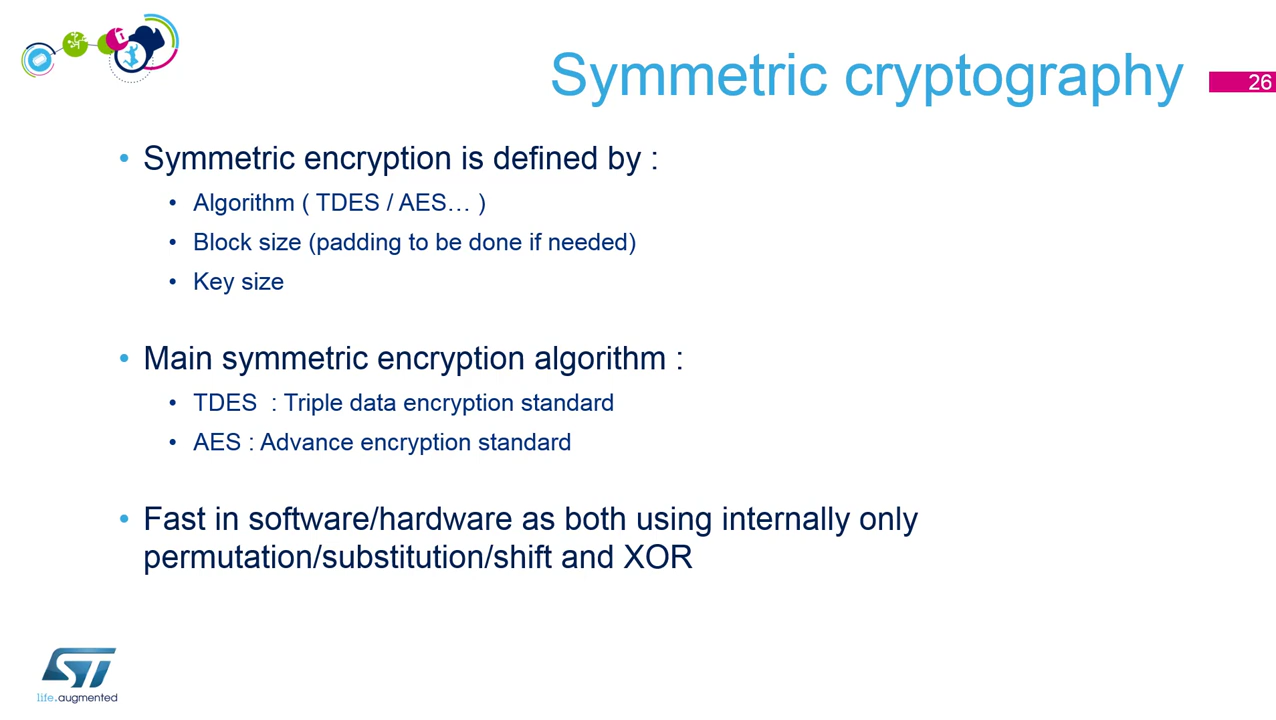 Symmetric cryptography
26
• Symmetric encryption is defined by :
• Algorithm ( TDES / AES… )
• Block size (padding to be done if needed)
• Key size
• Main symmetric encryption algorithm :
• TDES : Triple data encryption standard
• AES : Advance encryption standard
• Fast in software/hardware as both using internally only
permutation/substitution/shift and XOR
ST
life.augmented